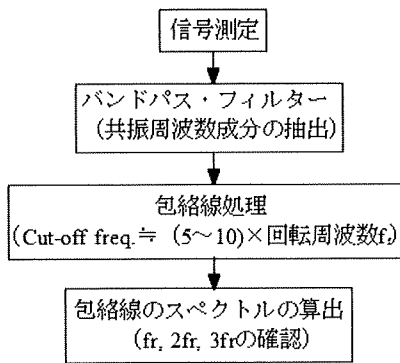 信号測定
バンドパス・フィルター
（共振周波数成分の抽出）
包絡線処理
(Cut-off freq.≒（5〜10)×回転周波数fr)
包絡線のスペクトルの算出
（fr, 2fr, 3frの確認）